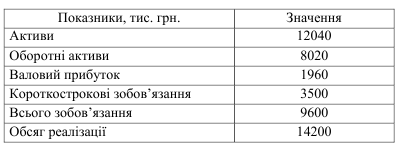 Показники, тис. грн. Значення
Активи 12040
Оборотні активи 8020
Валовий прибуток 1960
Короткострокові зобов’язання 3500
Всього зобов’язання 9600
Обсяг реалізації 14200